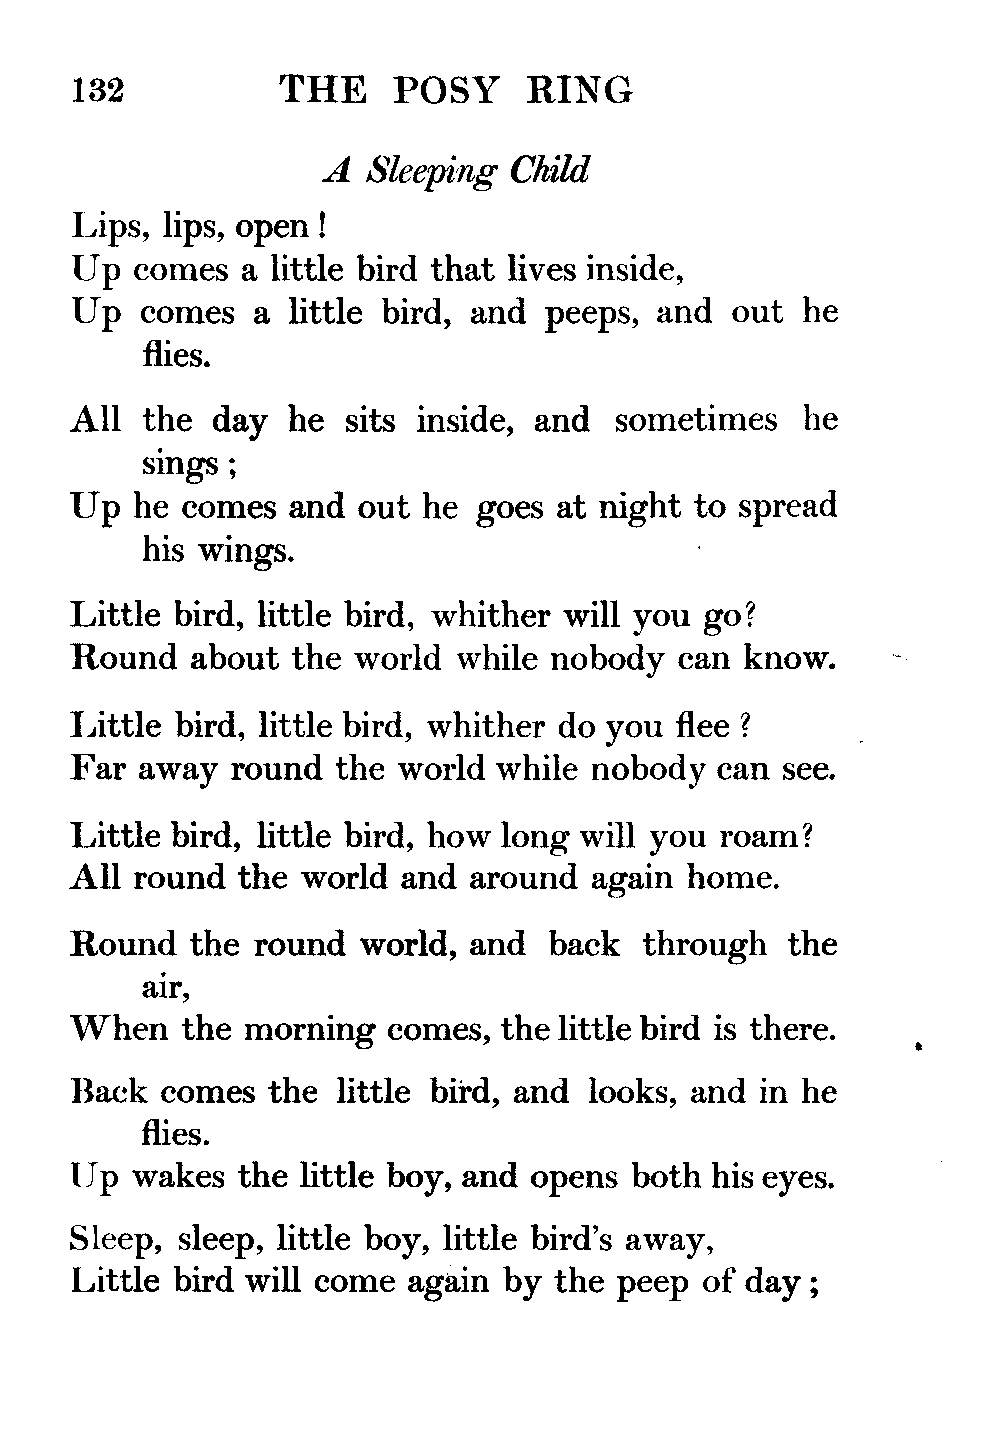 132 THE POSY RING
A Sleeping Child
Lips, lips, open !
Up comes a little bird that lives inside,
Up comes a little bird, and peeps, and out he
flies.
All the day he sits inside, and sometimes he
sings ;
Up he comes and out he goes at night to spread
his wings.
Little bird, little bird, whither will you go?
Round about the world while nobody can know.
Little bird, little bird, whither do you flee ?
Far away round the world while nobody can see.
Little bird, little bird, how long will you roam?
All round the world and around again home.
Round the round world, and back through the
air,
When the morning comes, the little bird is there.
Back comes the little bird, and looks, and in he
flies.
Up wakes the little boy, and opens both his eyes.
Sleep, sleep, little boy, little bird's away,
Little bird will come again by the peep of day ;